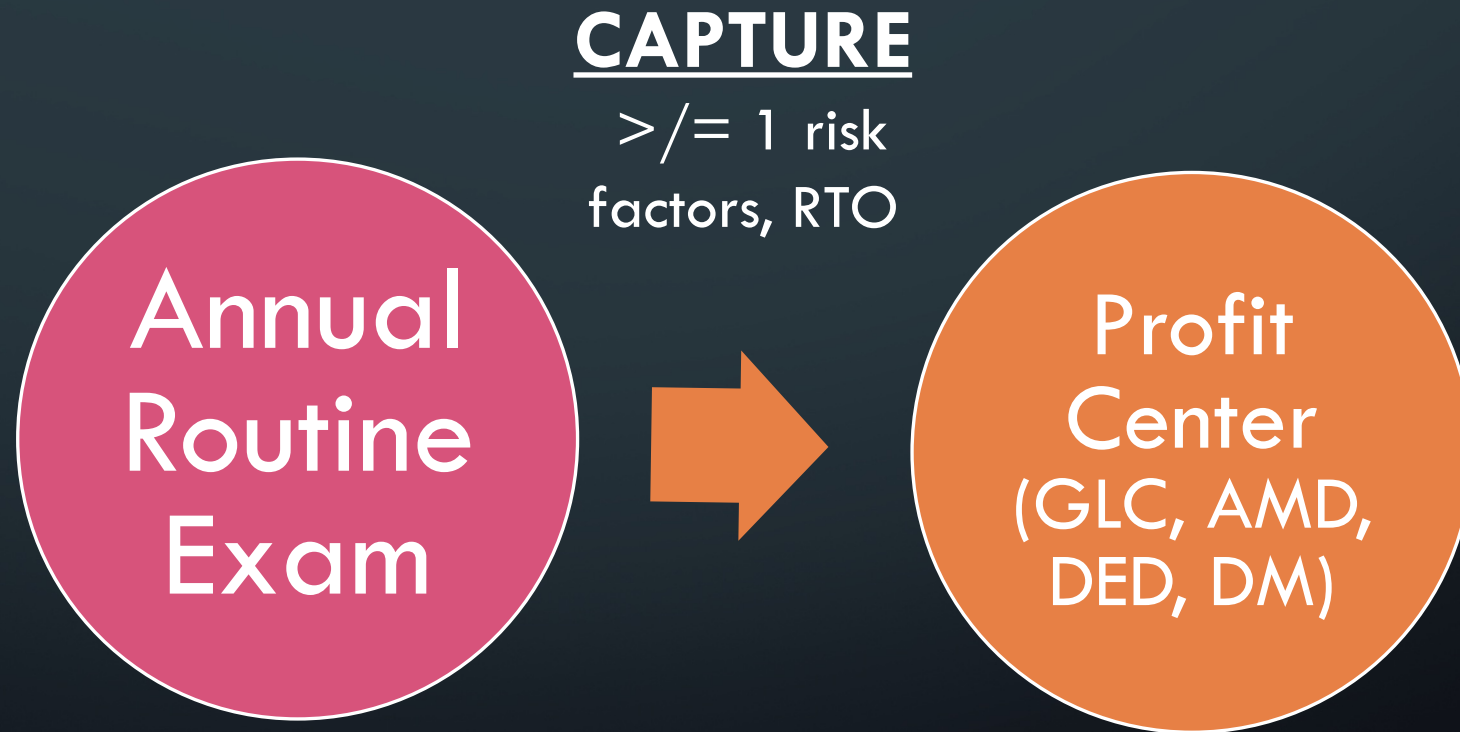 CAPTURE
>/= 1 risk
factors, RTO
Annual
Routine
Exam
Profit
Center
(GLC, AMD,
DED, DM)